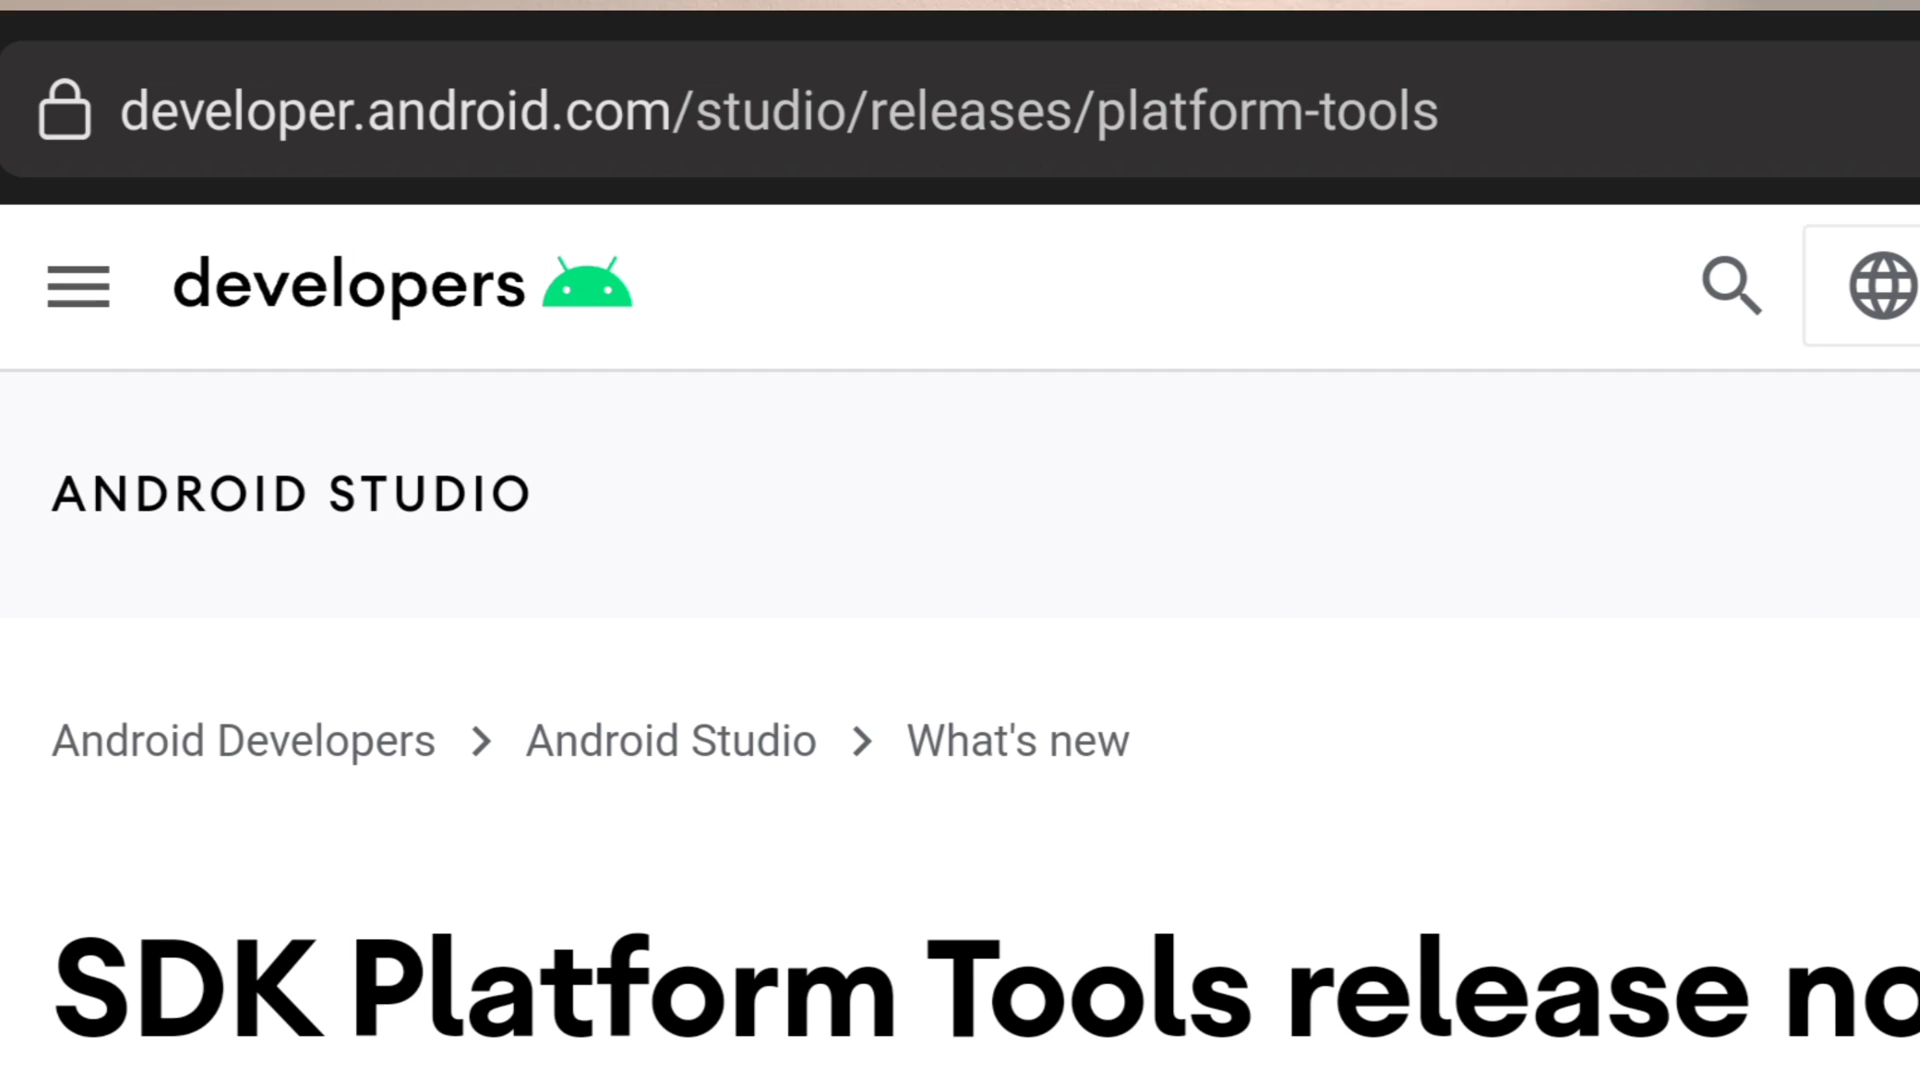 developer.android.com/studio/releases/platform-tools
developers
ANDROID STUDIO
Android Developers > Android Studio > What's new
SDK Platform Tools release no